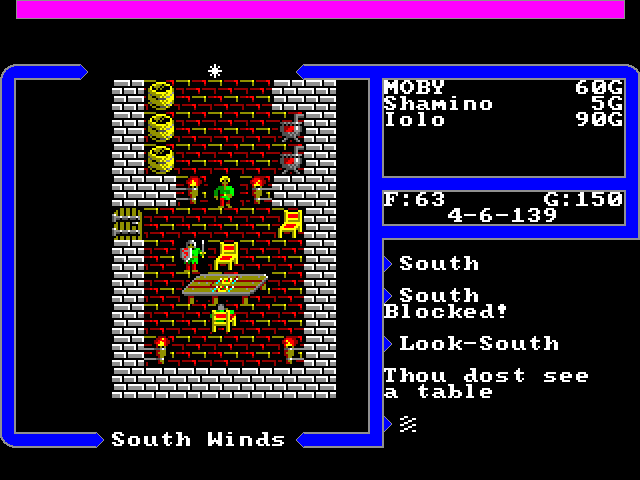 MOBY 60G
Shamino 5G
Iolo 90G
F:63 G:150
4-6-139
South
South
Blocked!
Look-South
Thou dost see
a table
South Winds